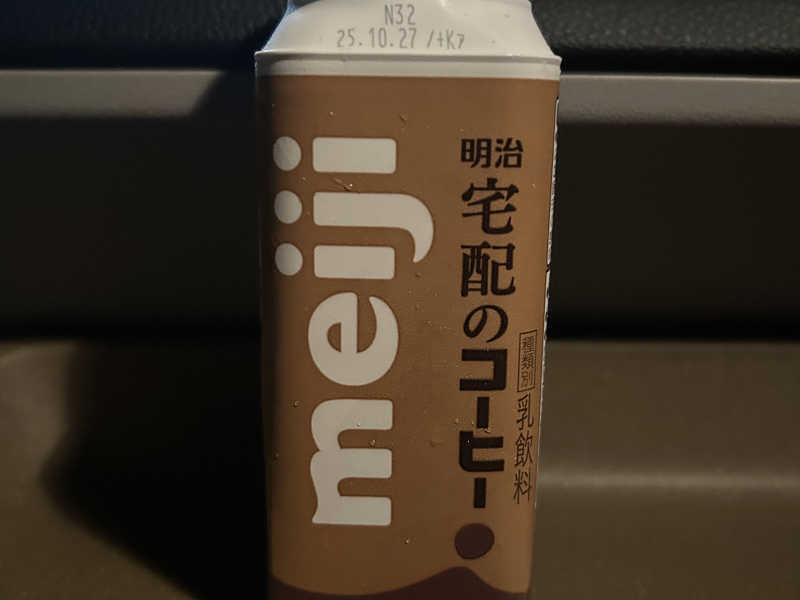 N32
25.10.27 /+K7
meiji
明治
宅配の
コーヒー
種類別 乳飲料